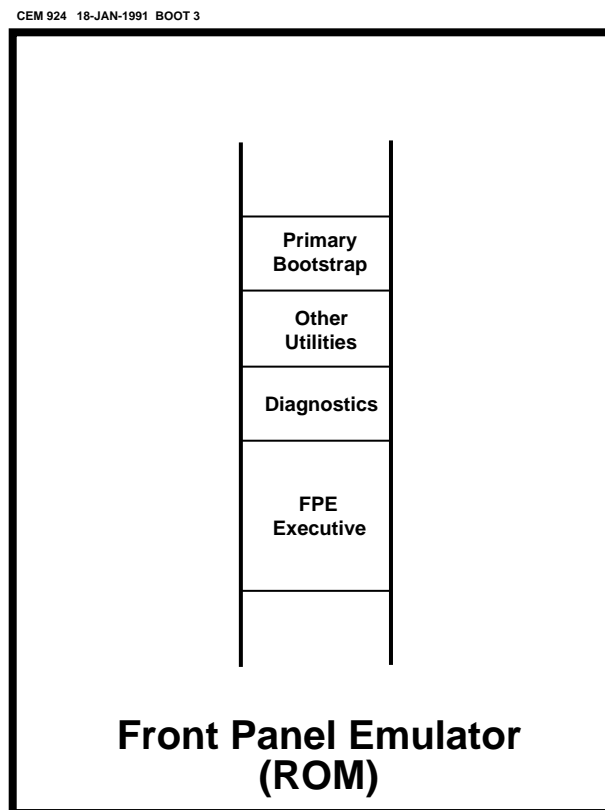 CEM 924 18-JAN-1991 BOOT 3
Primary
Bootstrap
Other
Utilities
Diagnostics
FPE
Executive
Front Panel Emulator
(ROM)